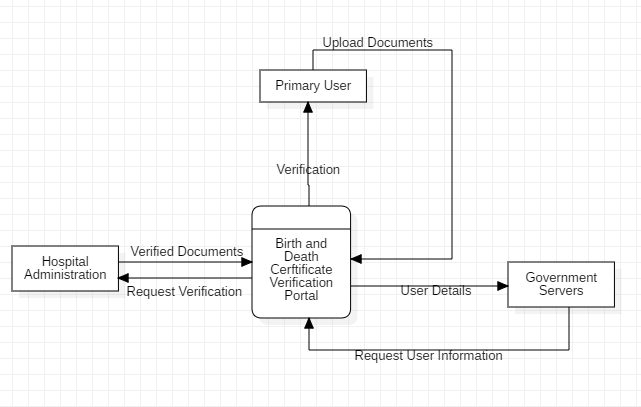 Upload Documents
Primary User
Verification
Birth and
Death
Cerftificate
Verification
Portal
Hospital
Administration
Verified Documents
Request Verification
User Details
Government
Servers
Request User Information